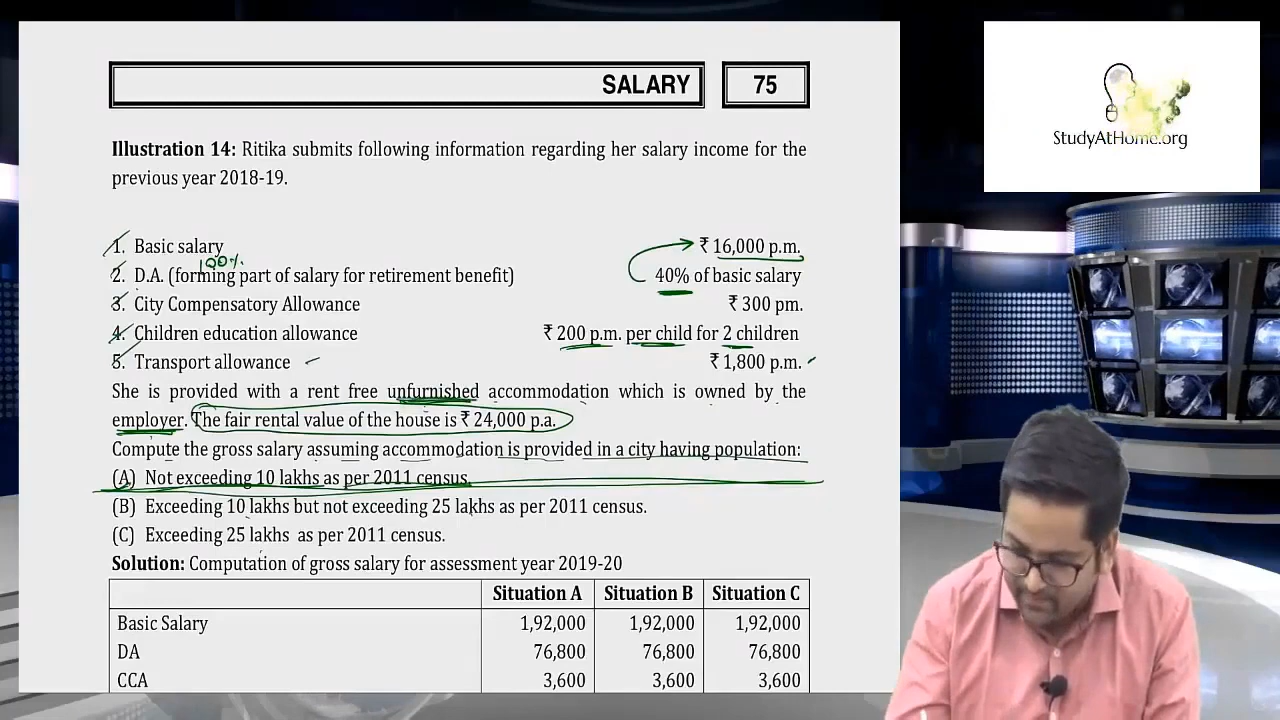 SALARY 75
StudyAtHome.org
Illustration 14: Ritika submits following information regarding her salary income for the
previous year 2018-19.
1. Basic salary ₹ 16,000 p.m.
100%
2. D.A. (forming part of salary for retirement benefit) 40% of basic salary
3. City Compensatory Allowance ₹ 300 pm.
4. Children education allowance ₹ 200 p.m. per child for 2 children
5. Transport allowance ₹ 1,800 p.m.
She is provided with a rent free unfurnished accommodation which is owned by the
employer. The fair rental value of the house is ₹ 24,000 p.a.
Compute the gross salary assuming accommodation is provided in a city having population:
(A) Not exceeding 10 lakhs as per 2011 census.
(B) Exceeding 10 lakhs but not exceeding 25 lakhs as per 2011 census.
(C) Exceeding 25 lakhs as per 2011 census.
Solution: Computation of gross salary for assessment year 2019-20
Situation A Situation B Situation C
Basic Salary 1,92,000 1,92,000 1,92,000
DA 76,800 76,800 76,800
CCA 3,600 3,600 3,600